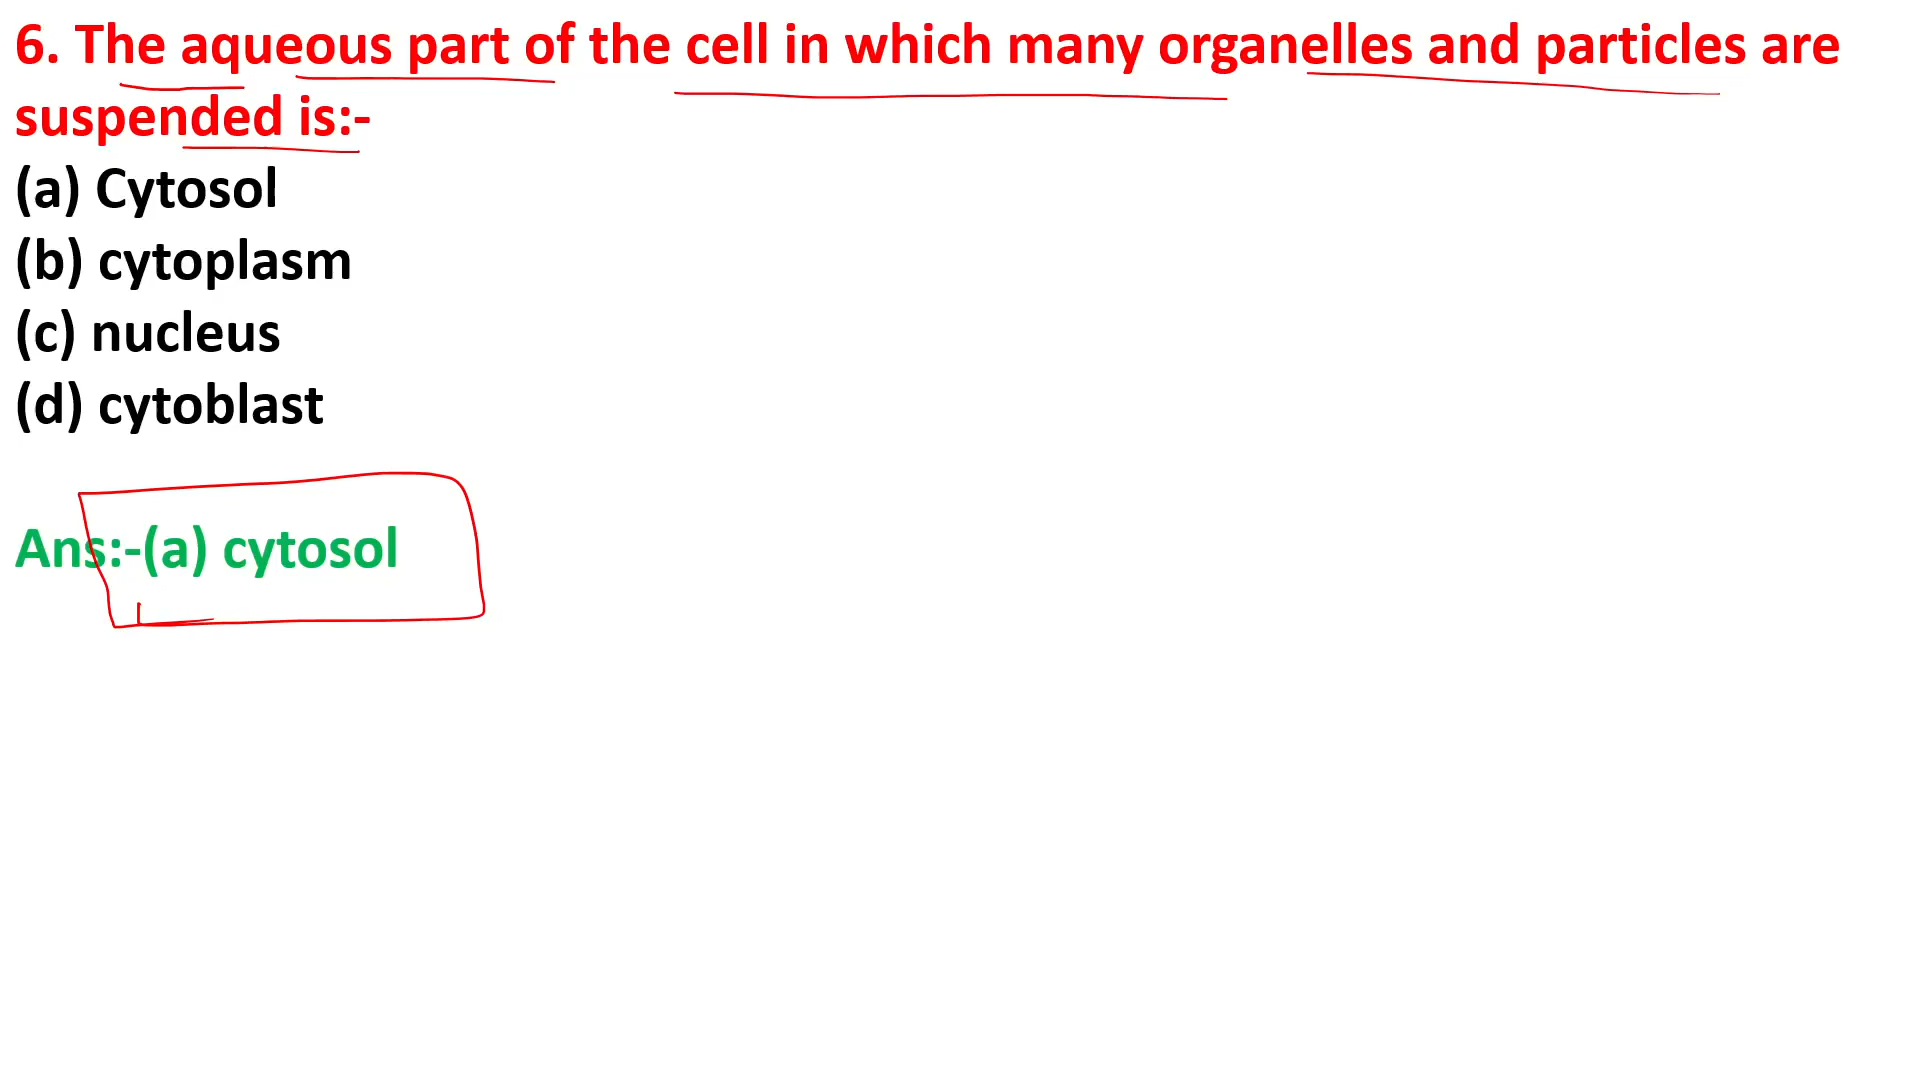 6. The aqueous part of the cell in which many organelles and particles are
suspended is:-
(a) Cytosol
(b) cytoplasm
(c) nucleus
(d) cytoblast
Ans:-(a) cytosol